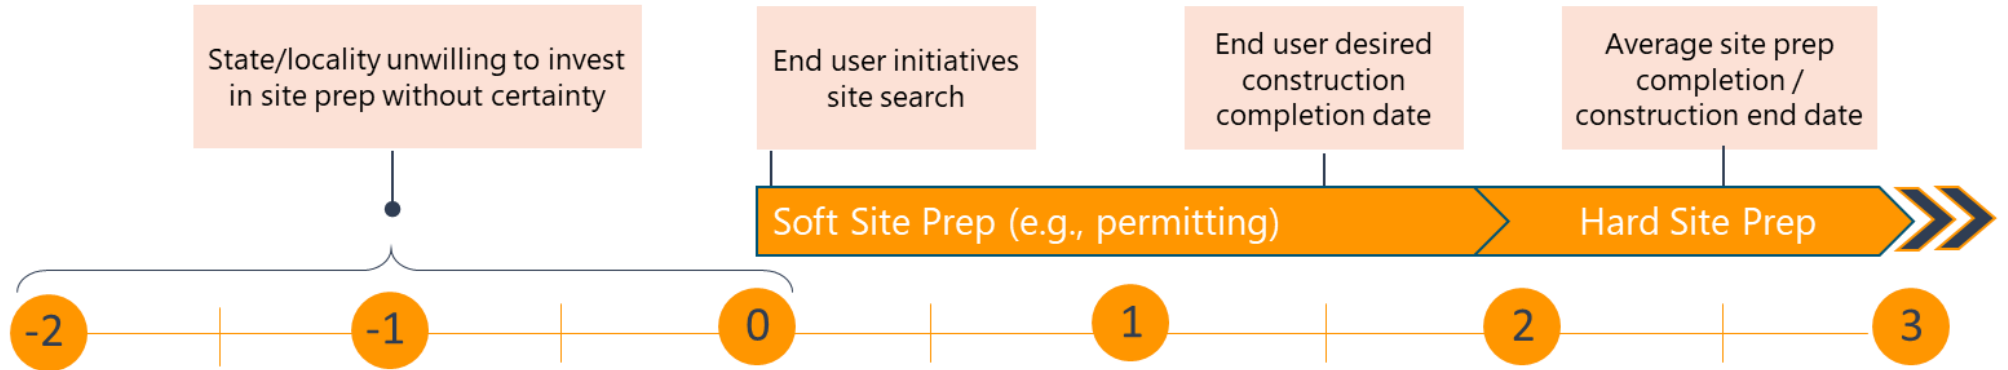 State/locality unwilling to invest
in site prep without certainty
End user initiatives
site search
End user desired
construction
completion date
Average site prep
completion /
construction end date
Soft Site Prep (e.g., permitting)
Hard Site Prep
-2
-1
0
1
2
3